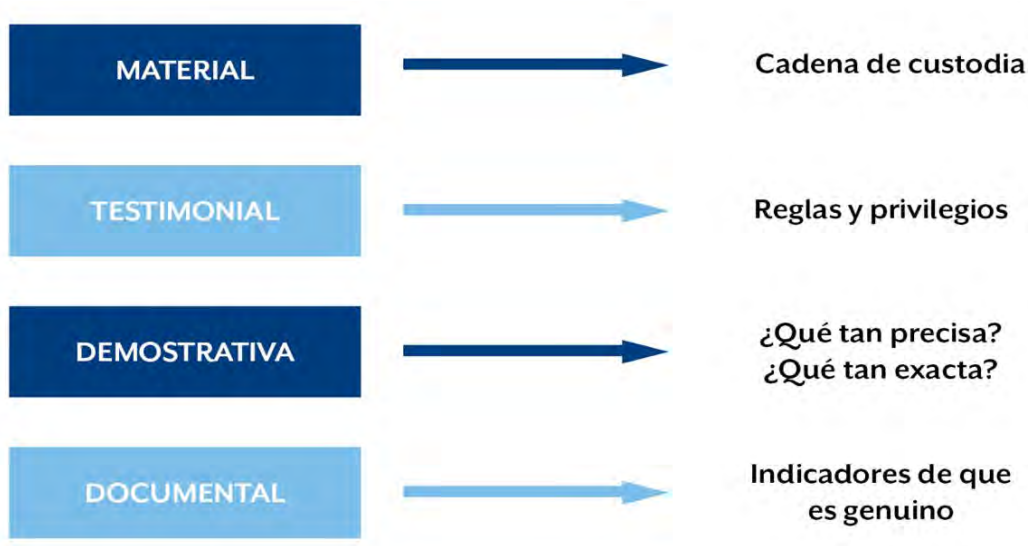 MATERIAL
Cadena de custodia
TESTIMONIAL
Reglas y privilegios
DEMOSTRATIVA
¿Qué tan precisa?
¿Qué tan exacta?
DOCUMENTAL
Indicadores de que
es genuino